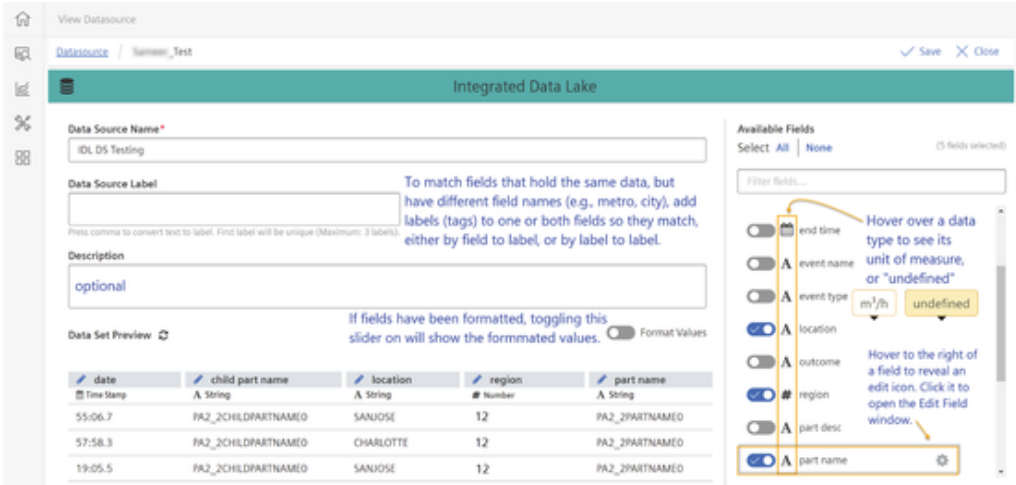 View Datasource
Datasource / _Test
Save Close
Integrated Data Lake
Data Source Name*
IDL DS Testing
Data Source Label
To match fields that hold the same data, but
have different field names (e.g., metro, city), add
labels (tags) to one or both fields so they match,
either by field to label, or by label to label.
Press comma to convert text to label. First label will be unique (Maximum: 3 labels).
Description
optional
If fields have been formatted, toggling this
slider on will show the formmated values.
Data Set Preview
Format Values
date child part name location region part name
Time Stamp A String A String # Number A String
55:06.7 PA2_2CHILDPARTNAME0 SANJOSE 12 PA2_2PARTNAME0
57:58.3 PA2_2CHILDPARTNAME0 CHARLOTTE 12 PA2_2PARTNAME0
19:05.5 PA2_2CHILDPARTNAME0 SANJOSE 12 PA2_2PARTNAME0
Available Fields
Select All | None (5 fields selected)
Filter fields...
end time
A event name
A event type
A location
A outcome
# region
A part desc
A part name
Hover over a data
type to see its
unit of measure,
or "undefined"
m³/h undefined
Hover to the right of
a field to reveal an
edit icon. Click it to
open the Edit Field
window.